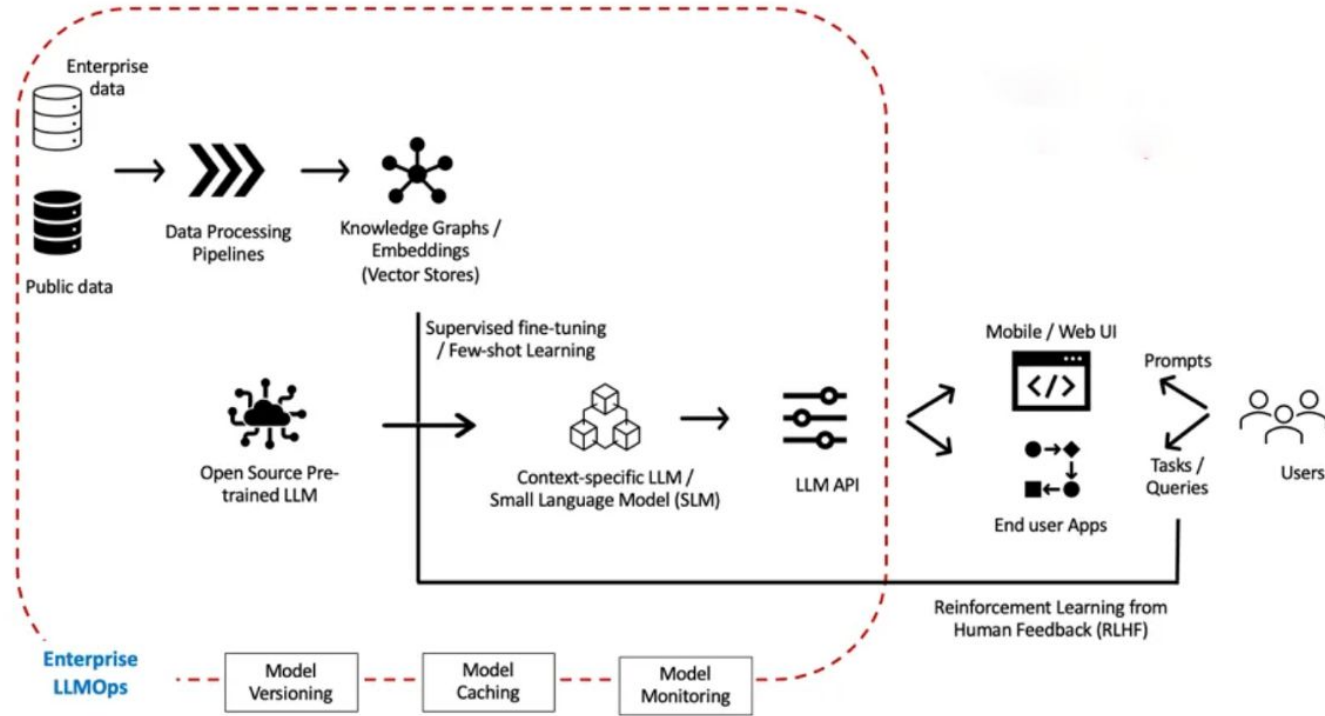 Enterprise
data
Public data
Data Processing
Pipelines
Knowledge Graphs /
Embeddings
(Vector Stores)
Supervised fine-tuning
/ Few-shot Learning
Open Source Pre-
trained LLM
Context-specific LLM /
Small Language Model (SLM)
LLM API
Mobile / Web UI
</>
End user Apps
Prompts
Tasks /
Queries
Users
Reinforcement Learning from
Human Feedback (RLHF)
Enterprise
LLMOps
Model
Versioning
Model
Caching
Model
Monitoring